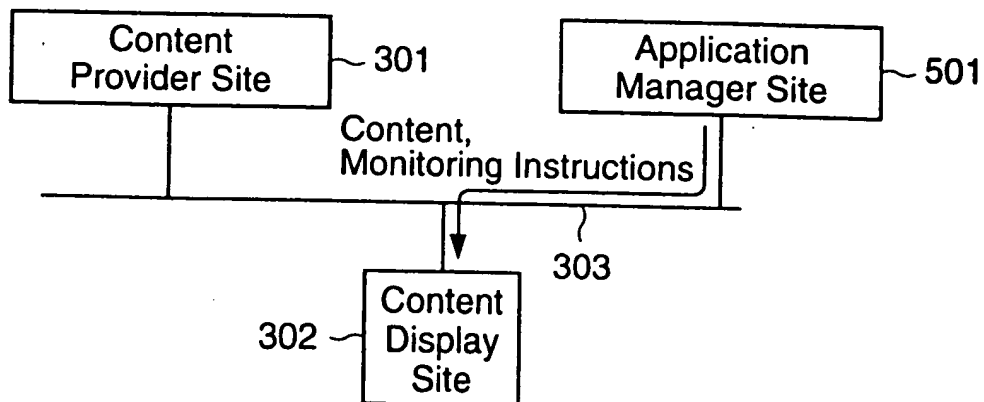 Content
Provider Site
301
Application
Manager Site
501
Content,
Monitoring Instructions
303
302
Content
Display
Site